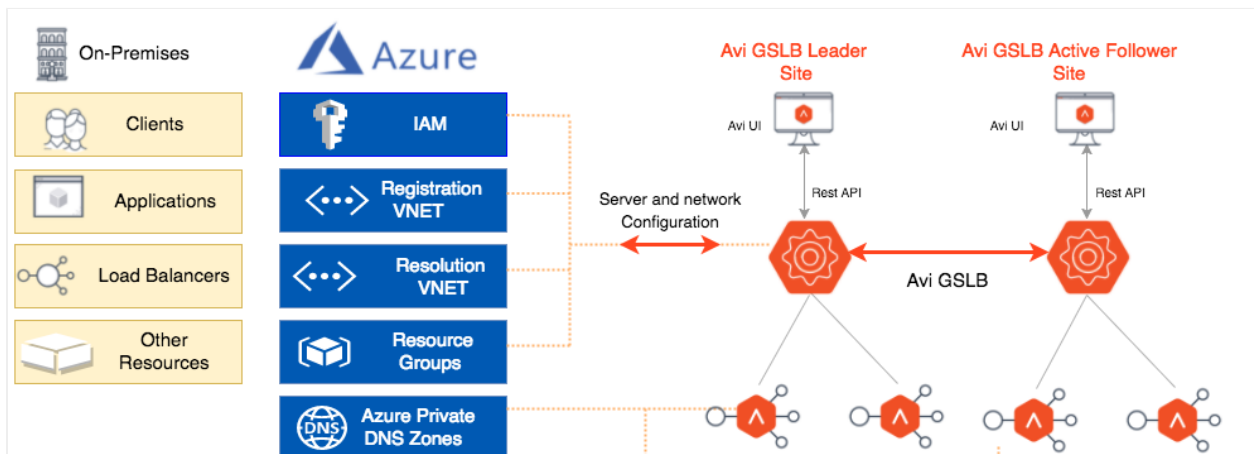 On-Premises
Clients
Applications
Load Balancers
Other
Resources
Azure
IAM
Registration
VNET
Resolution
VNET
Resource
Groups
DNS
Azure Private
DNS Zones
Server and network
Configuration
Avi GSLB Leader
Site
Avi UI
Rest API
Avi GSLB
Avi GSLB Active Follower
Site
Avi UI
Rest API